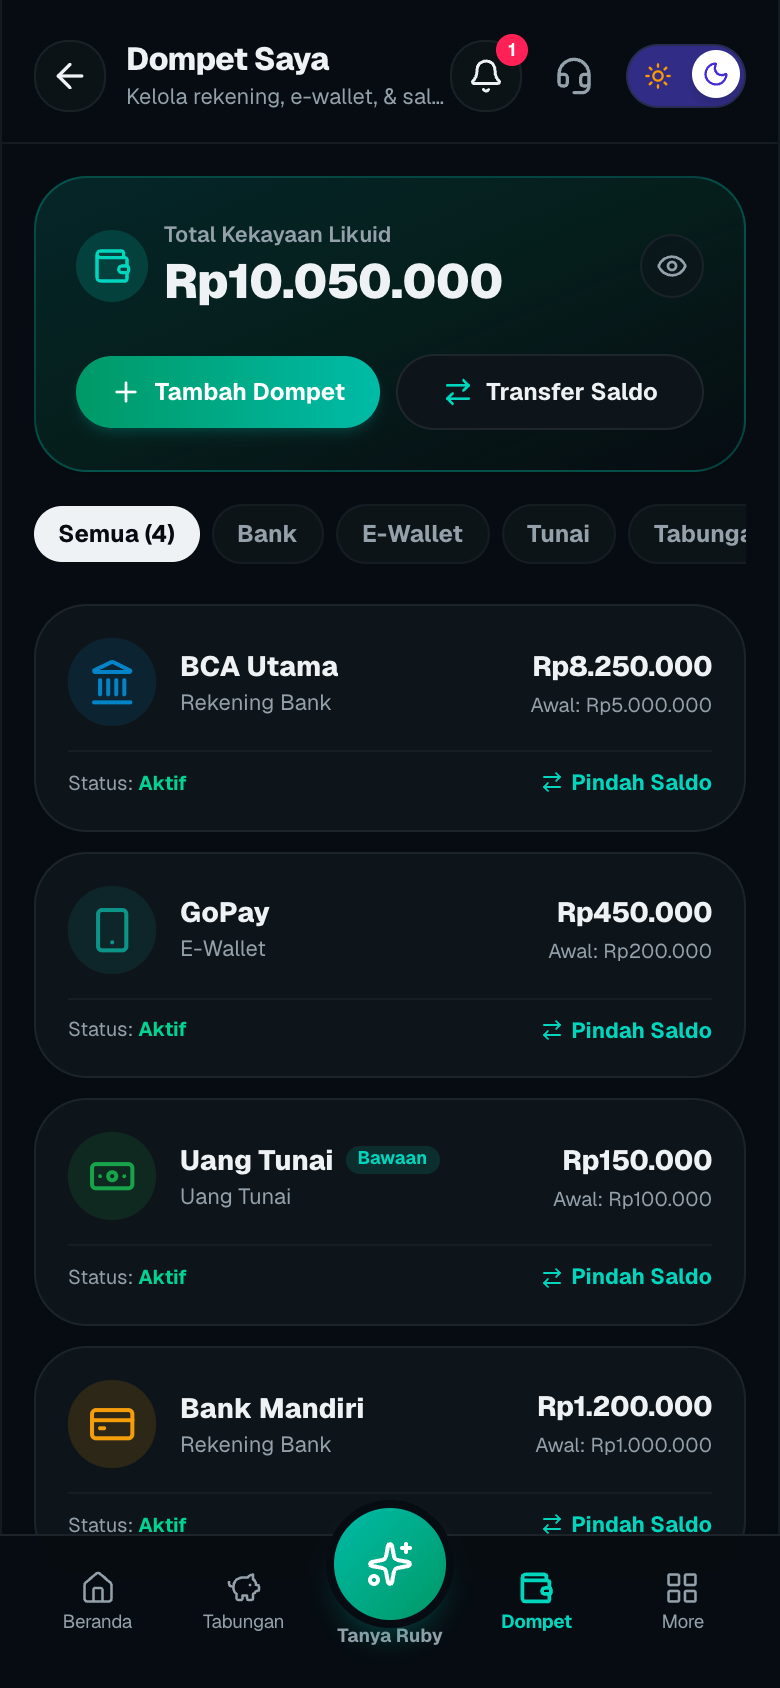 Dompet Saya
Kelola rekening, e-wallet, & sal...
1
Total Kekayaan Likuid
Rp10.050.000
Tambah Dompet
Transfer Saldo
Semua (4)
Bank
E-Wallet
Tunai
Tabunga
BCA Utama
Rekening Bank
Rp8.250.000
Awal: Rp5.000.000
Status: Aktif
Pindah Saldo
GoPay
E-Wallet
Rp450.000
Awal: Rp200.000
Status: Aktif
Pindah Saldo
Uang Tunai
Bawaan
Uang Tunai
Rp150.000
Awal: Rp100.000
Status: Aktif
Pindah Saldo
Bank Mandiri
Rekening Bank
Rp1.200.000
Awal: Rp1.000.000
Status: Aktif
Pindah Saldo
Beranda
Tabungan
Tanya Ruby
Dompet
More